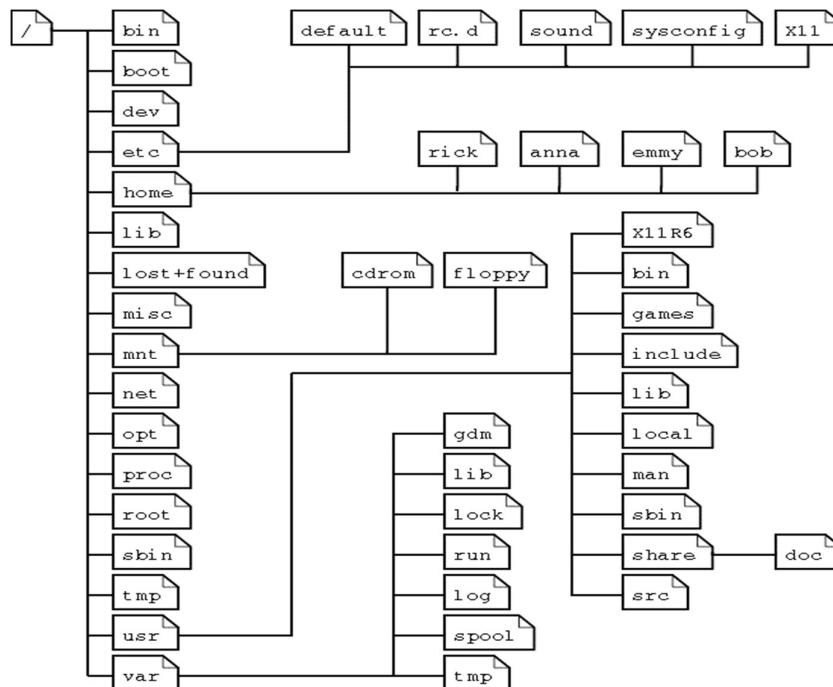 / bin default rc.d sound sysconfig X11
boot
dev
etc rick anna emmy bob
home
lib X11R6
lost+found cdrom floppy bin
misc games
mnt include
net lib
opt gdm local
proc lib man
root lock sbin
sbin run share doc
tmp log src
usr spool
var tmp